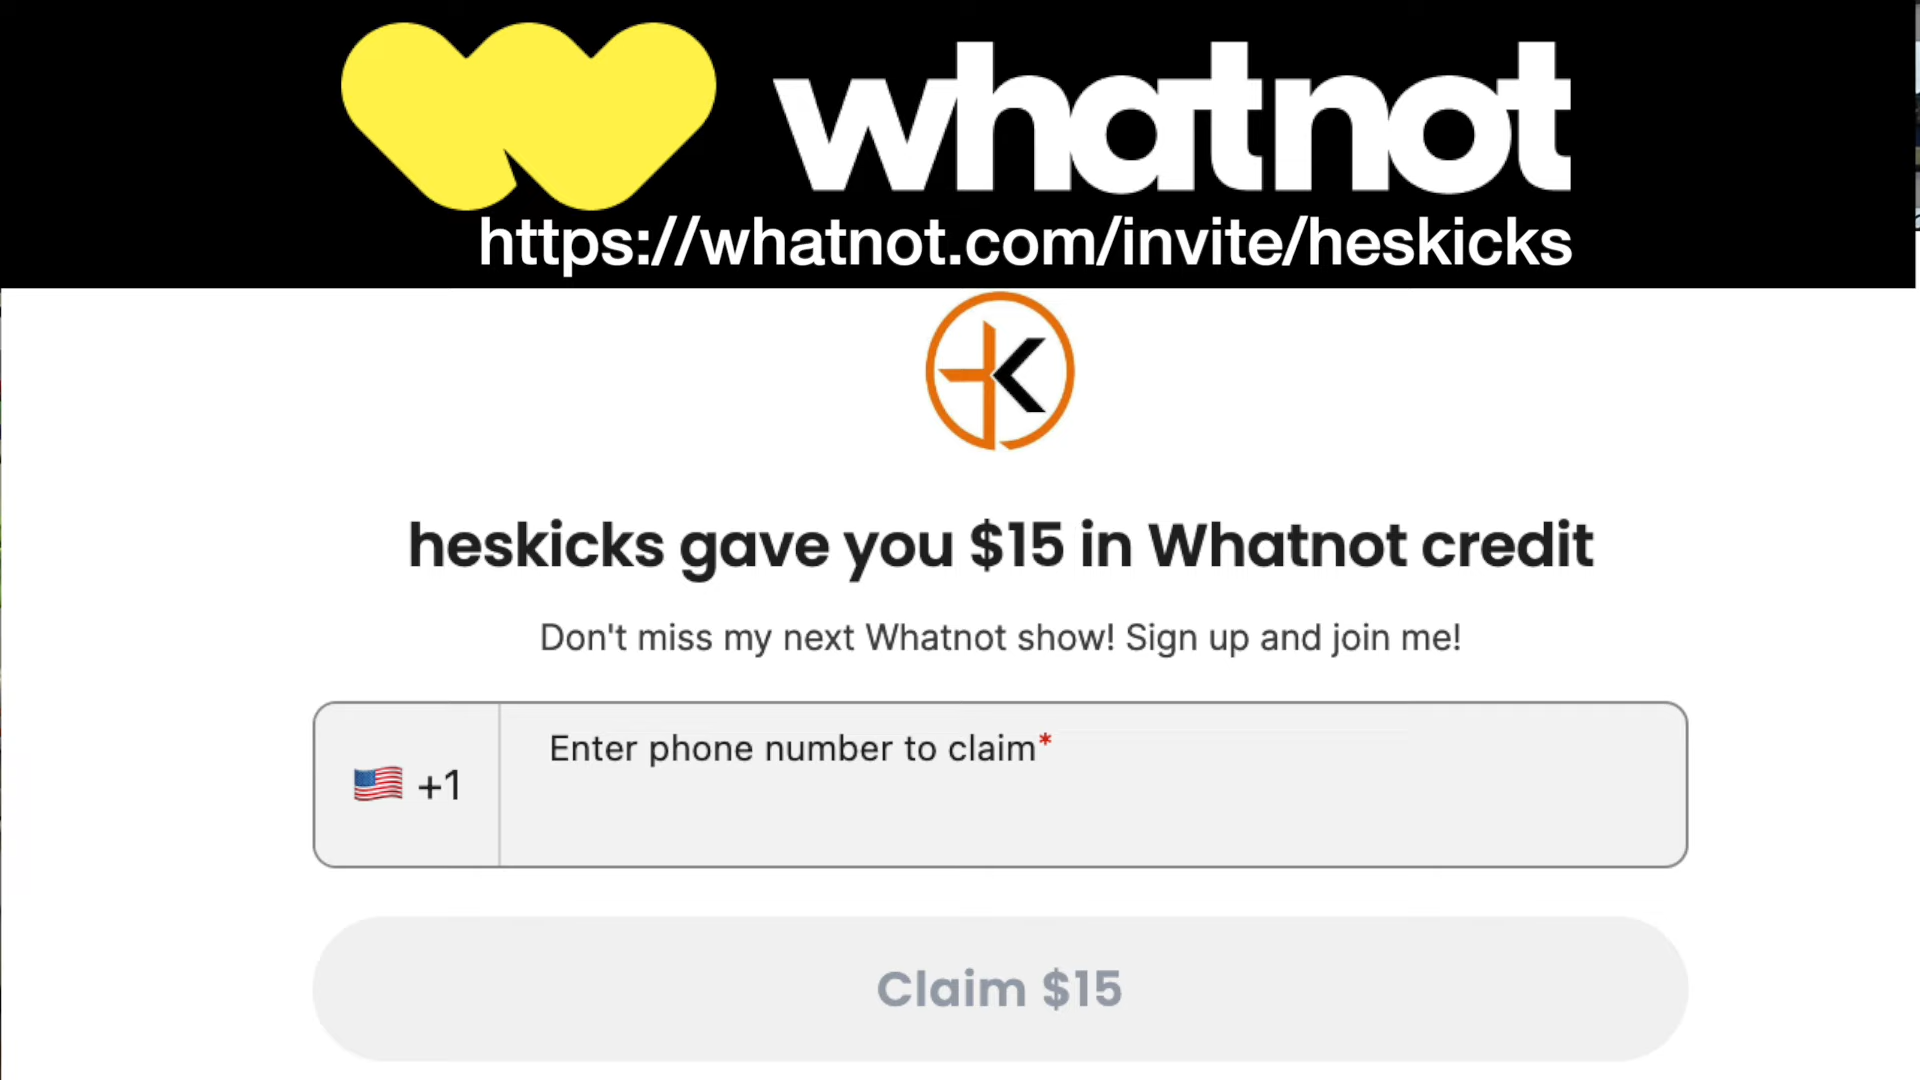 whatnot
https://whatnot.com/invite/heskicks
K
heskicks gave you $15 in Whatnot credit
Don't miss my next Whatnot show! Sign up and join me!
Enter phone number to claim*
+1
Claim $15